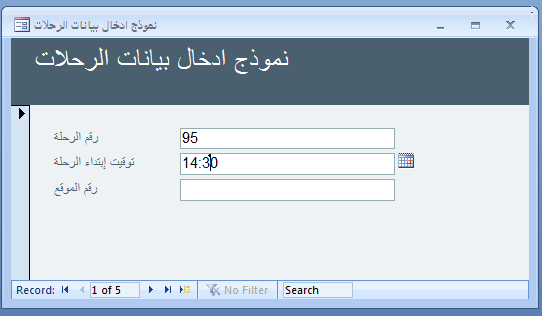 نموذج ادخال بيانات الرحلات
نموذج ادخال بيانات الرحلات
رقم الرحلة 95
توقيت إبتداء الرحلة 14:30
رقم الموقع
Record: 1 of 5 No Filter Search